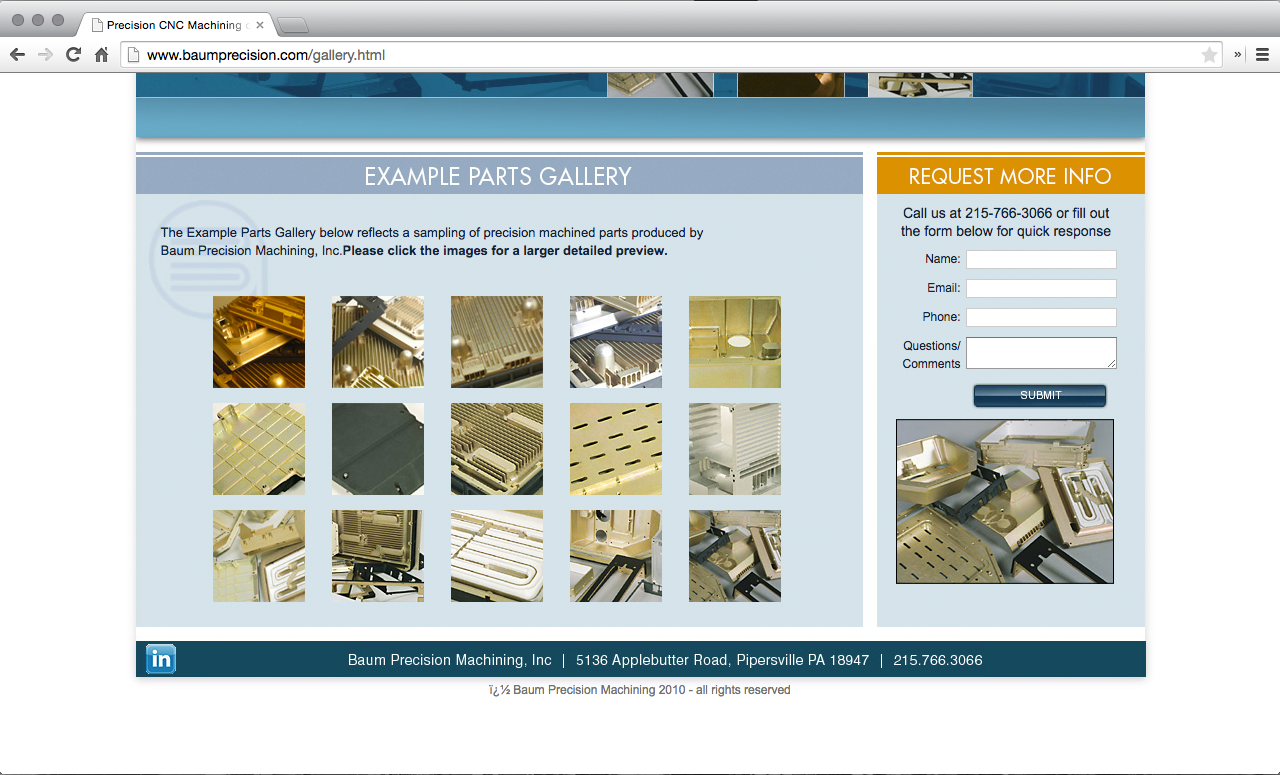 Precision CNC Machining
www.baumprecision.com/gallery.html
EXAMPLE PARTS GALLERY
The Example Parts Gallery below reflects a sampling of precision machined parts produced by
Baum Precision Machining, Inc.Please click the images for a larger detailed preview.
REQUEST MORE INFO
Call us at 215-766-3066 or fill out
the form below for quick response
Name:
Email:
Phone:
Questions/
Comments
SUBMIT
in
Baum Precision Machining, Inc | 5136 Applebutter Road, Pipersville PA 18947 | 215.766.3066
ï¿½ Baum Precision Machining 2010 - all rights reserved